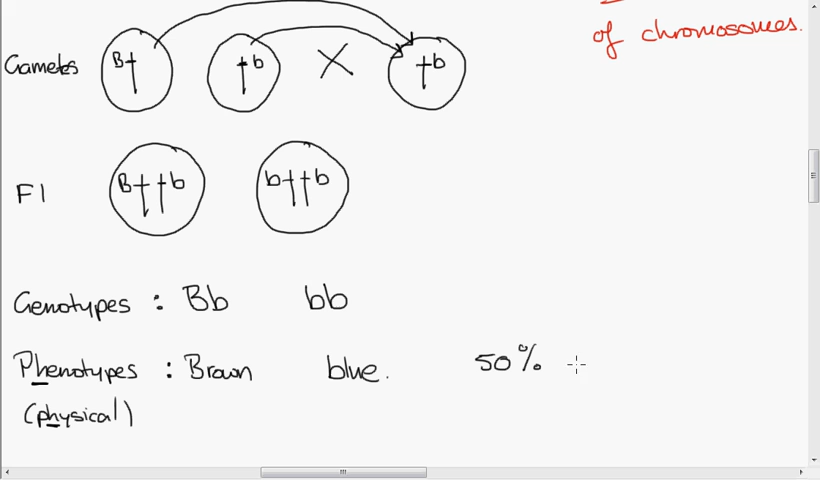 of chromosomes.
Gametes B b b
F1 B b b b
Genotypes : Bb bb
Phenotypes : Brown blue. 50%
(physical)